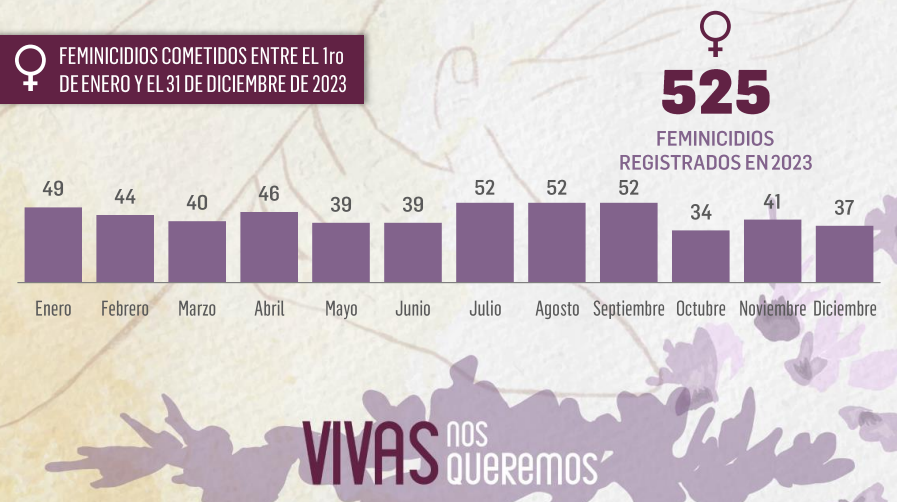 FEMINICIDIOS COMETIDOS ENTRE EL 1ro
DE ENERO Y EL 31 DE DICIEMBRE DE 2023
525
FEMINICIDIOS
REGISTRADOS EN 2023
49 44 40 46 39 39 52 52 52 34 41 37
Enero Febrero Marzo Abril Mayo Junio Julio Agosto Septiembre Octubre Noviembre Diciembre
VIVAS NOS
QUEREMOS